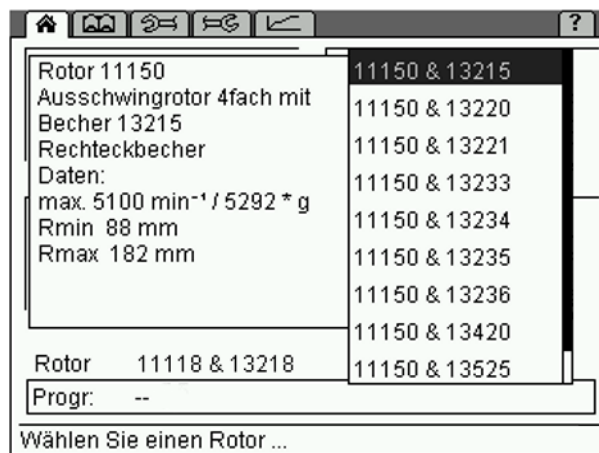 ?
Rotor 11150
Ausschwingrotor 4fach mit
Becher 13215
Rechteckbecher
Daten:
max. 5100 min⁻¹ / 5292 * g
Rmin 88 mm
Rmax 182 mm
11150 & 13215
11150 & 13220
11150 & 13221
11150 & 13233
11150 & 13234
11150 & 13235
11150 & 13236
11150 & 13420
11150 & 13525
Rotor 11118 & 13218
Progr: --
Wählen Sie einen Rotor ...